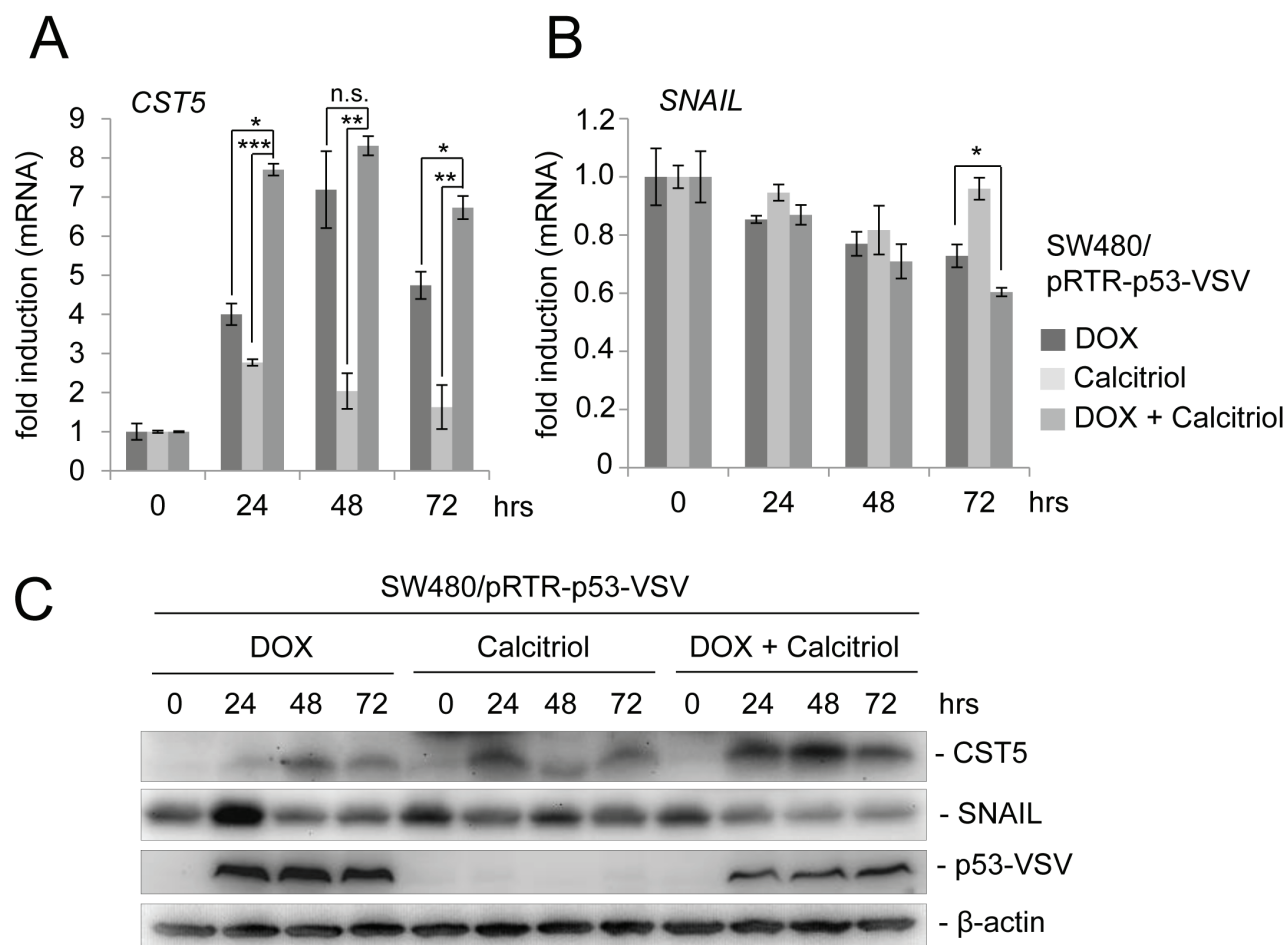 A
CST5
fold induction (mRNA)
9
8
7
6
5
4
3
2
1
0
*
***
n.s.
**
*
**
0 24 48 72 hrs
B
SNAIL
fold induction (mRNA)
1.2
1.0
0.8
0.6
0.4
0.2
0
*
0 24 48 72 hrs
SW480/
pRTR-p53-VSV
DOX
Calcitriol
DOX + Calcitriol
C
SW480/pRTR-p53-VSV
DOX Calcitriol DOX + Calcitriol
0 24 48 72 0 24 48 72 0 24 48 72 hrs
- CST5
- SNAIL
- p53-VSV
- β-actin